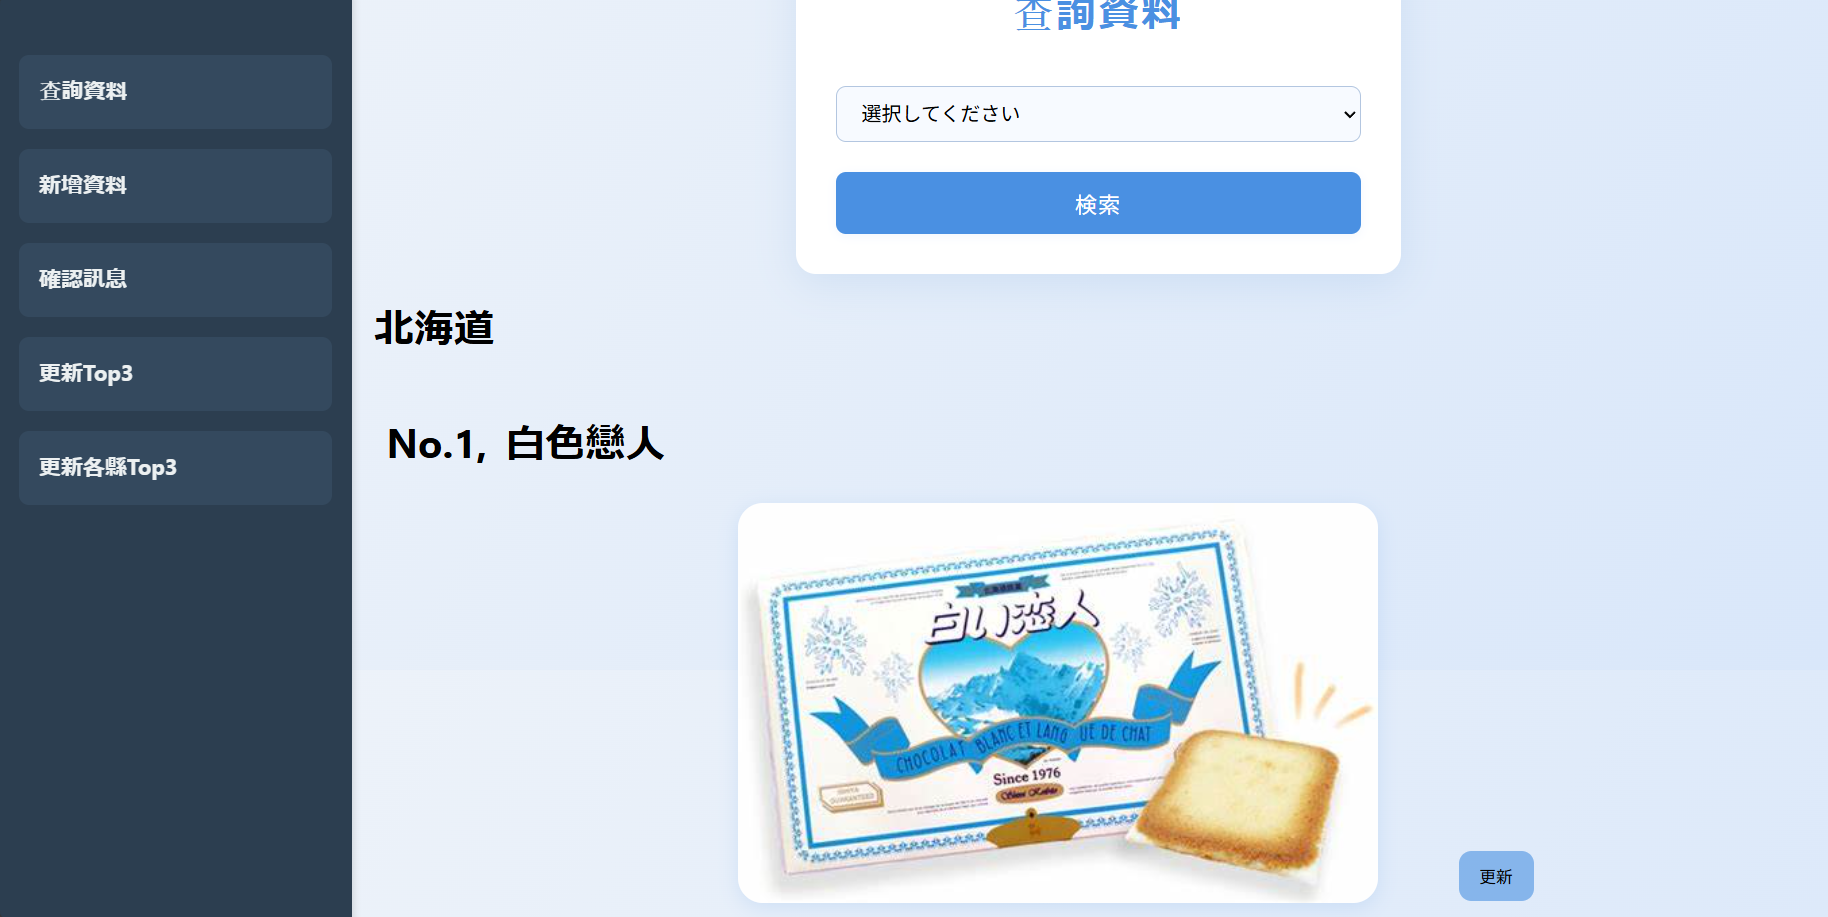 查詢資料
新增資料
確認訊息
更新Top3
更新各縣Top3
查詢資料
選択してください
検索
北海道
No.1, 白色戀人
白い恋人
CHOCOLAT BLANC ET LANGUE DE CHAT
Since 1976
更新